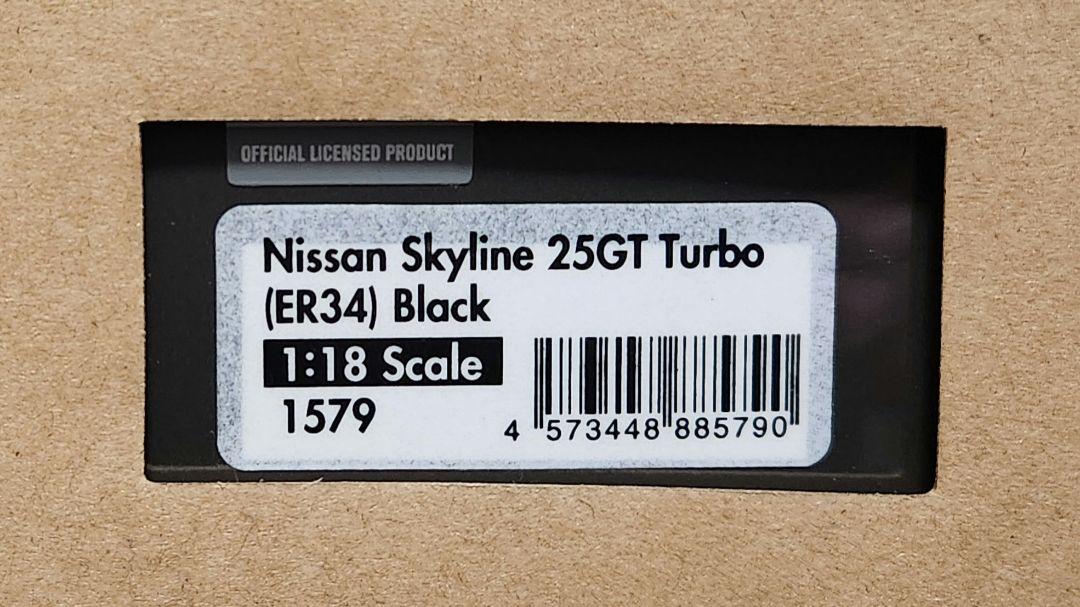 OFFICIAL LICENSED PRODUCT
Nissan Skyline 25GT Turbo
(ER34) Black
1:18 Scale
1579
4 573448 885790